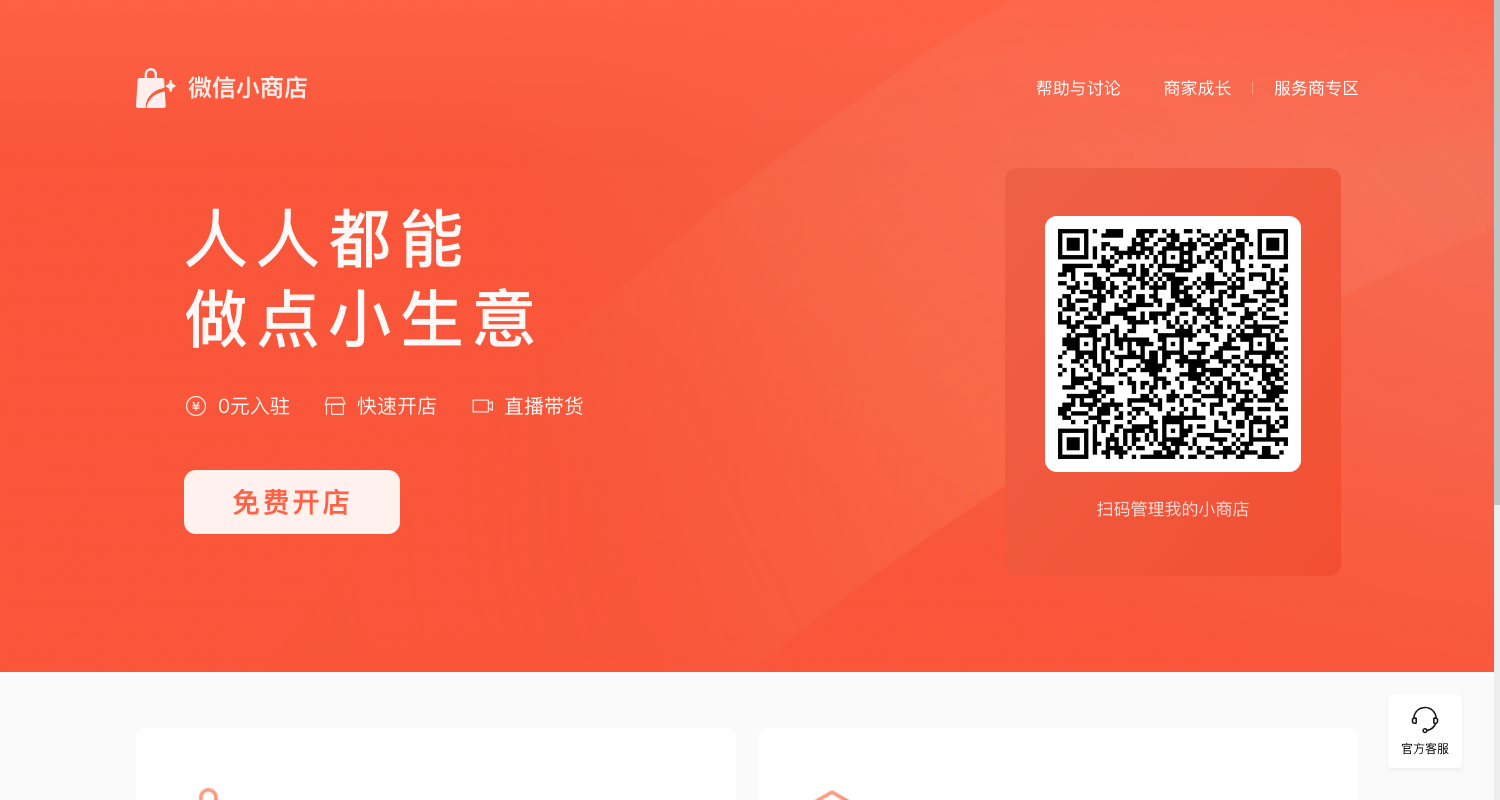 微信小商店
帮助与讨论 商家成长 服务商专区
人人都能
做点小生意
0元入驻 快速开店 直播带货
免费开店
扫码管理我的小商店
官方客服